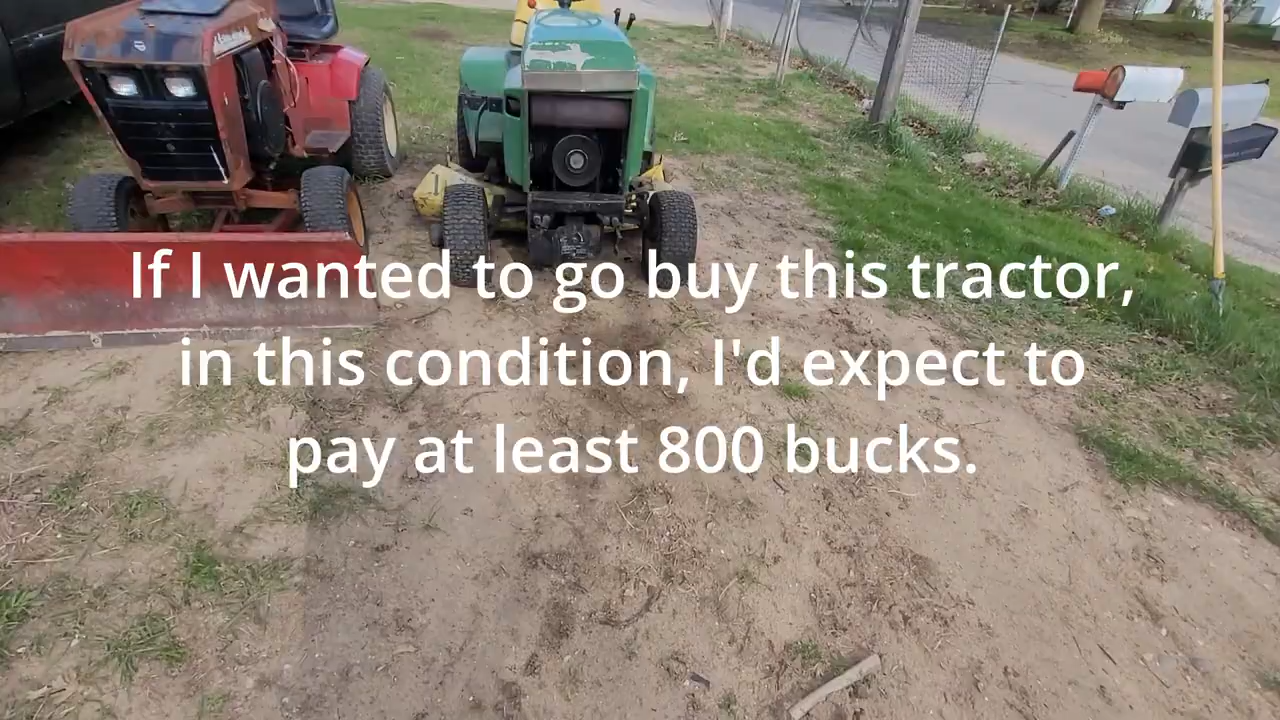 If I wanted to go buy this tractor,
in this condition, I'd expect to
pay at least 800 bucks.